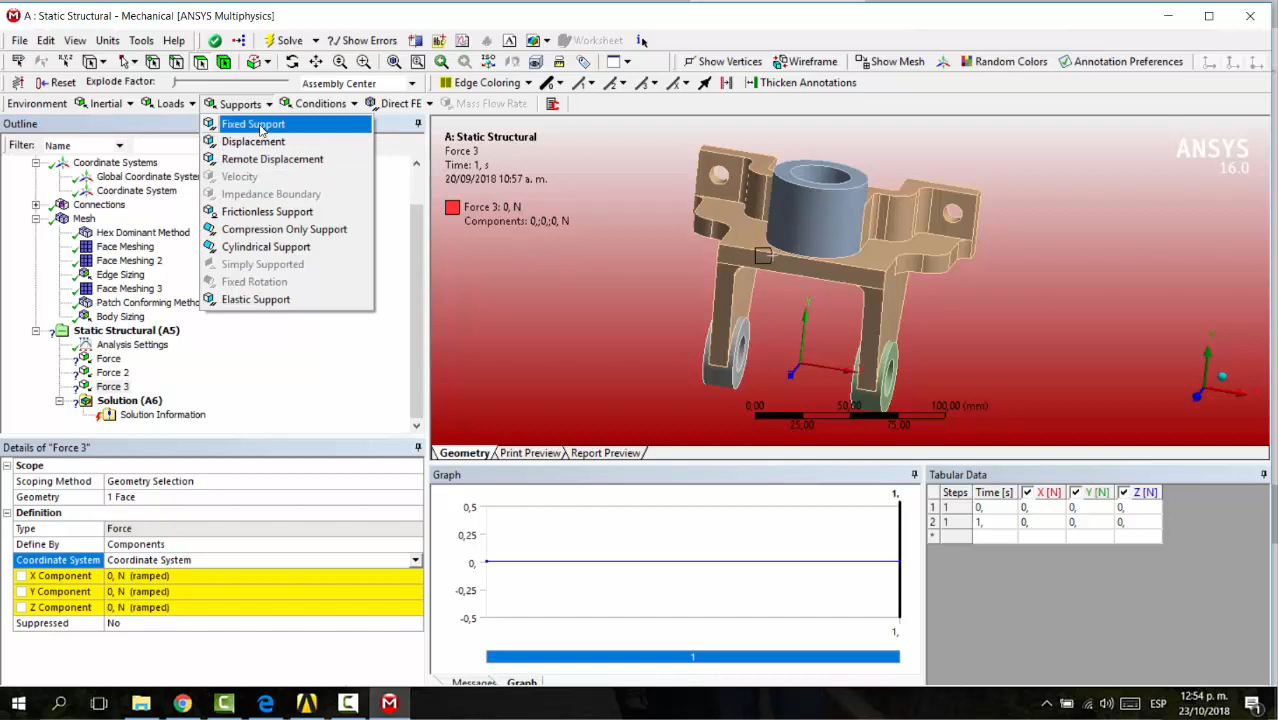 A : Static Structural - Mechanical [ANSYS Multiphysics]
File Edit View Units Tools Help Solve ?/ Show Errors A Worksheet i
Show Vertices Wireframe Show Mesh Random Colors Annotation Preferences
Reset Explode Factor: Assembly Center Edge Coloring Thicken Annotations
Environment Inertial Loads Supports Conditions Direct FE Mass Flow Rate
Outline
Filter: Name
Coordinate Systems
Global Coordinate Syste
Coordinate System
Connections
Mesh
Hex Dominant Method
Face Meshing
Face Meshing 2
Edge Sizing
Face Meshing 3
Patch Conforming Metho
Body Sizing
Static Structural (A5)
Analysis Settings
Force
Force 2
Force 3
Solution (A6)
Solution Information
Fixed Support
Displacement
Remote Displacement
Velocity
Impedance Boundary
Frictionless Support
Compression Only Support
Cylindrical Support
Simply Supported
Fixed Rotation
Elastic Support
A: Static Structural
Force 3
Time: 1, s
20/09/2018 10:57 a. m.
Force 3: 0, N
Components: 0,;0,;0, N
ANSYS
16.0
0,00 50,00 100,00 (mm)
25,00 75,00
Geometry Print Preview Report Preview
Details of "Force 3"
Scope
Scoping Method Geometry Selection
Geometry 1 Face
Definition
Type Force
Define By Components
Coordinate System Coordinate System
X Component 0, N (ramped)
Y Component 0, N (ramped)
Z Component 0, N (ramped)
Suppressed No
Graph
1,
0,5
0,25
0,
-0,25
-0,5
1,
1
Messages Graph
Tabular Data
Steps Time [s] X [N] Y [N] Z [N]
1 1 0, 0, 0, 0,
2 1 1, 0, 0, 0,
*
ESP
12:54 p. m.
23/10/2018